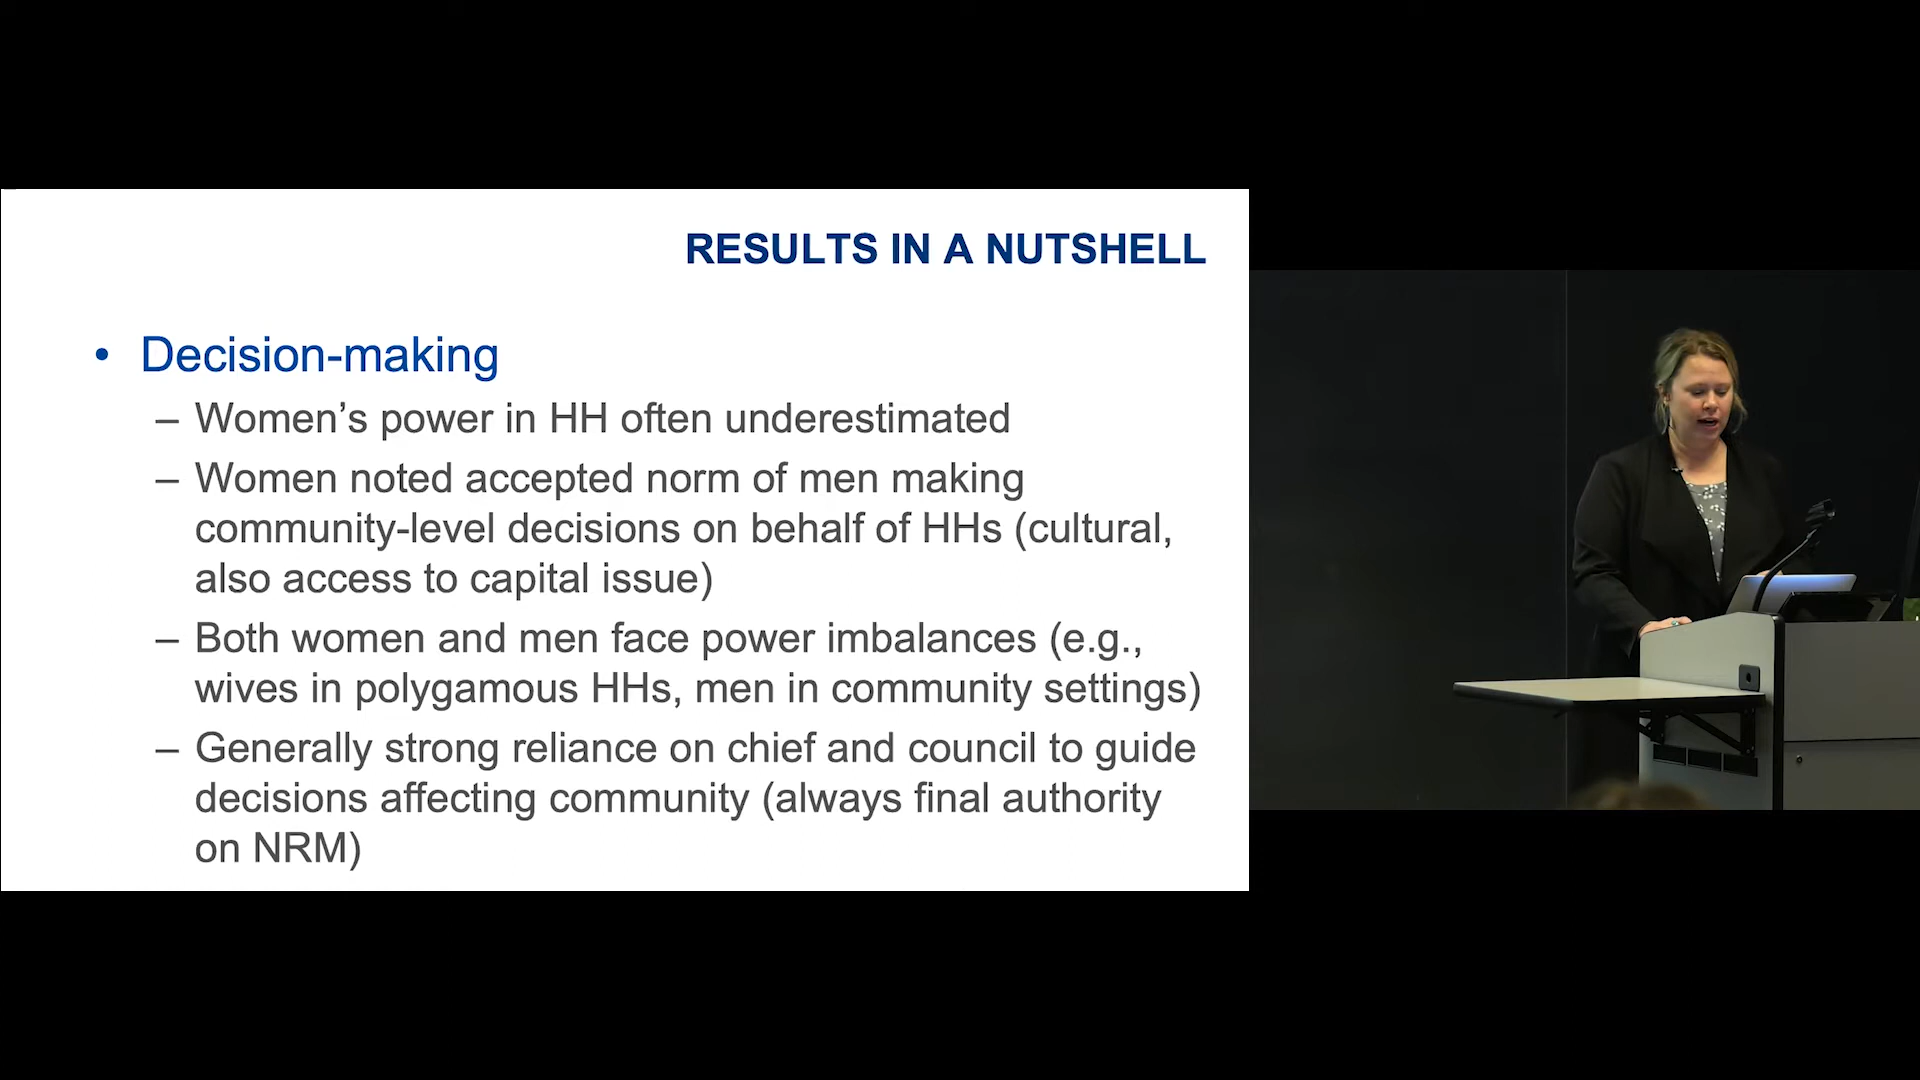 RESULTS IN A NUTSHELL
• Decision-making
– Women’s power in HH often underestimated
– Women noted accepted norm of men making
community-level decisions on behalf of HHs (cultural,
also access to capital issue)
– Both women and men face power imbalances (e.g.,
wives in polygamous HHs, men in community settings)
– Generally strong reliance on chief and council to guide
decisions affecting community (always final authority
on NRM)